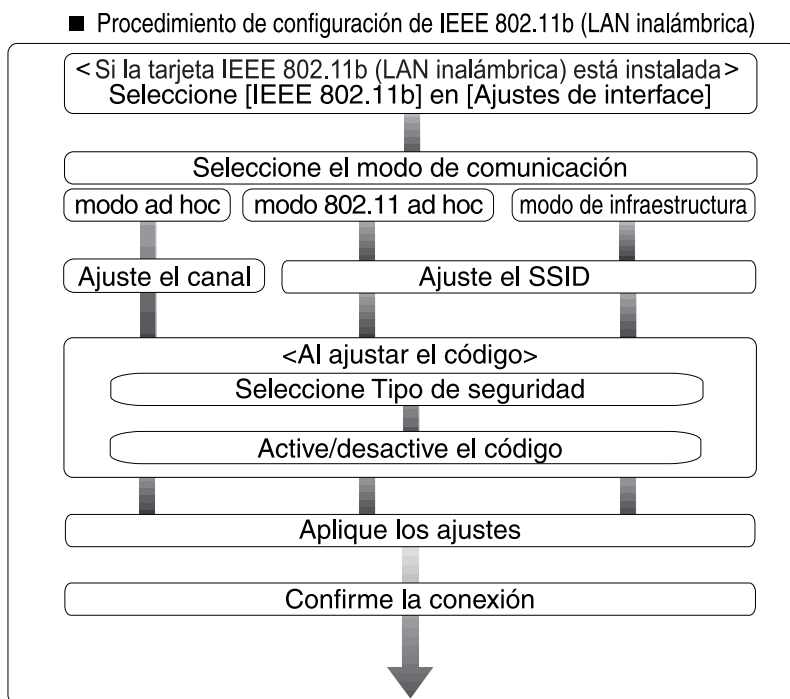 ■ Procedimiento de configuración de IEEE 802.11b (LAN inalámbrica)
<Si la tarjeta IEEE 802.11b (LAN inalámbrica) está instalada>
Seleccione [IEEE 802.11b] en [Ajustes de interface]
Seleccione el modo de comunicación
modo ad hoc modo 802.11 ad hoc modo de infraestructura
Ajuste el canal Ajuste el SSID
<Al ajustar el código>
Seleccione Tipo de seguridad
Active/desactive el código
Aplique los ajustes
Confirme la conexión